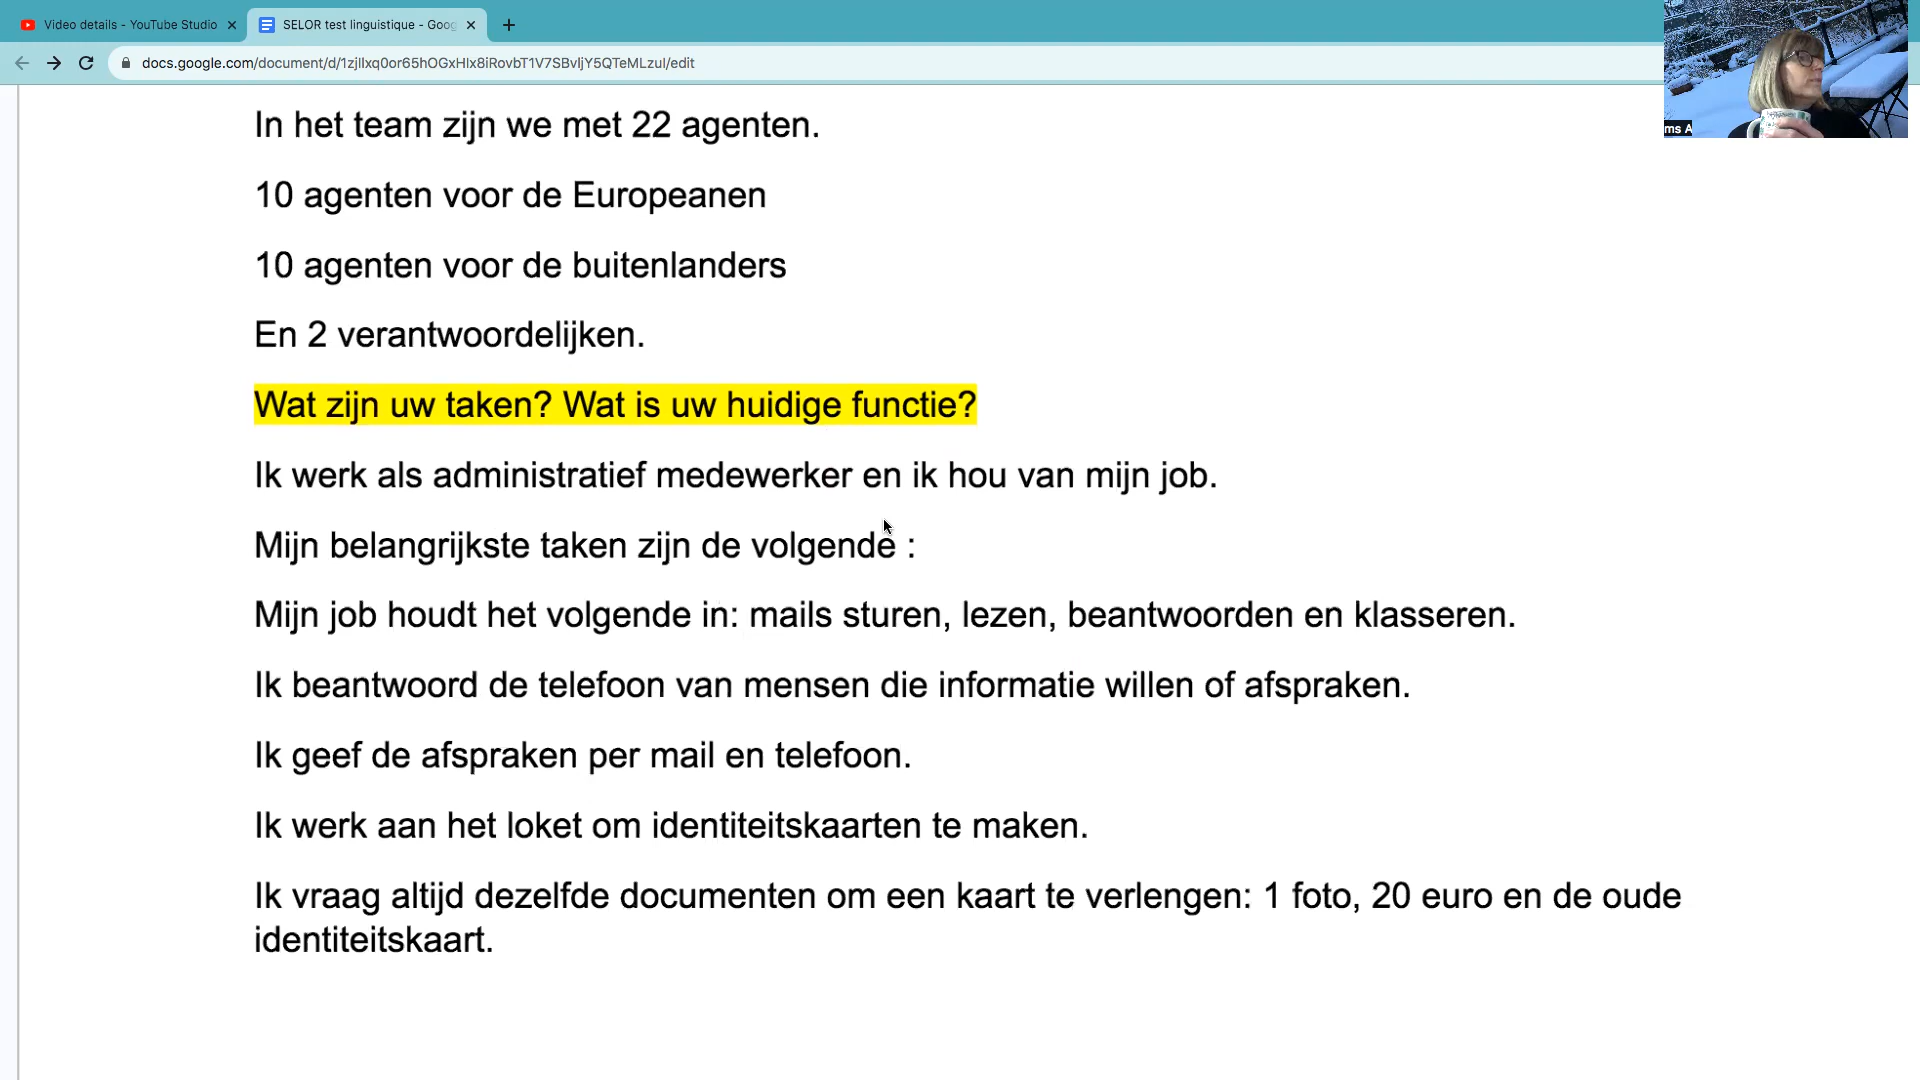 Video details - YouTube Studio
SELOR test linguistique - Goog
docs.google.com/document/d/1zjllxq0or65hOGxHlx8iRovbT1V7SBvljY5QTeMLzul/edit
ms A
In het team zijn we met 22 agenten.
10 agenten voor de Europeanen
10 agenten voor de buitenlanders
En 2 verantwoordelijken.
Wat zijn uw taken? Wat is uw huidige functie?
Ik werk als administratief medewerker en ik hou van mijn job.
Mijn belangrijkste taken zijn de volgende :
Mijn job houdt het volgende in: mails sturen, lezen, beantwoorden en klasseren.
Ik beantwoord de telefoon van mensen die informatie willen of afspraken.
Ik geef de afspraken per mail en telefoon.
Ik werk aan het loket om identiteitskaarten te maken.
Ik vraag altijd dezelfde documenten om een kaart te verlengen: 1 foto, 20 euro en de oude
identiteitskaart.